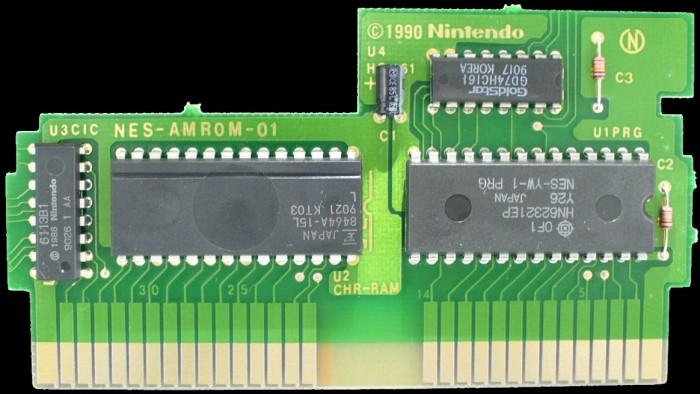 ©1990 Nintendo
U4
GoldStar
GD74HC161
9017 KOREA
C3
N
U3CIC
NES-AMROM-01
C1
U1PRG
C2
6113B1
© 1986 Nintendo
9026 1 AA
JAPAN
8464A-15L
9021 KT03
L
OF1
HN62321EP
Y26 JAPAN
NES-YW-1 PRG
U2
CHR-RAM
30
25
14
5